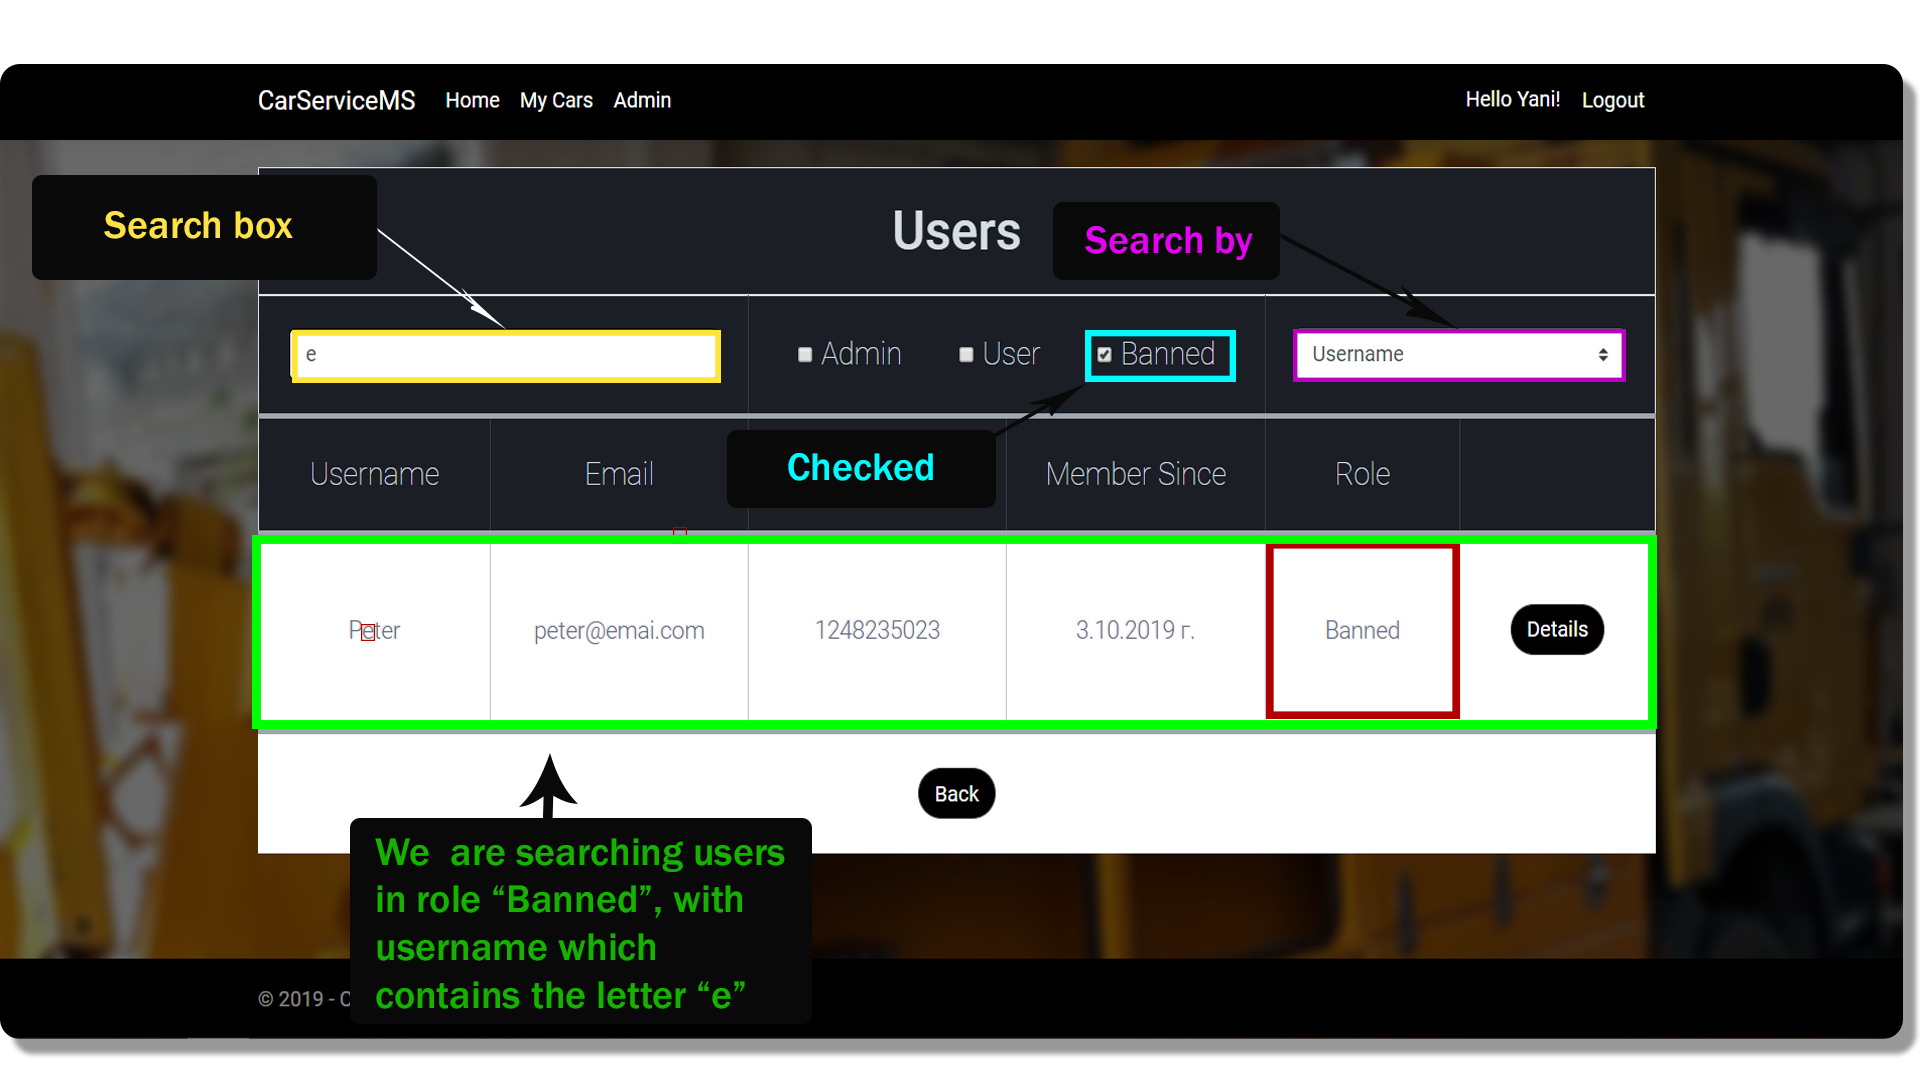 CarServiceMS Home My Cars Admin Hello Yani! Logout
Search box
Users
Search by
e
Admin User Banned
Username
Checked
Username Email Member Since Role
Peter peter@emai.com 1248235023 3.10.2019 г. Banned Details
Back
We are searching users
in role “Banned”, with
username which
contains the letter “e”
© 2019 - C